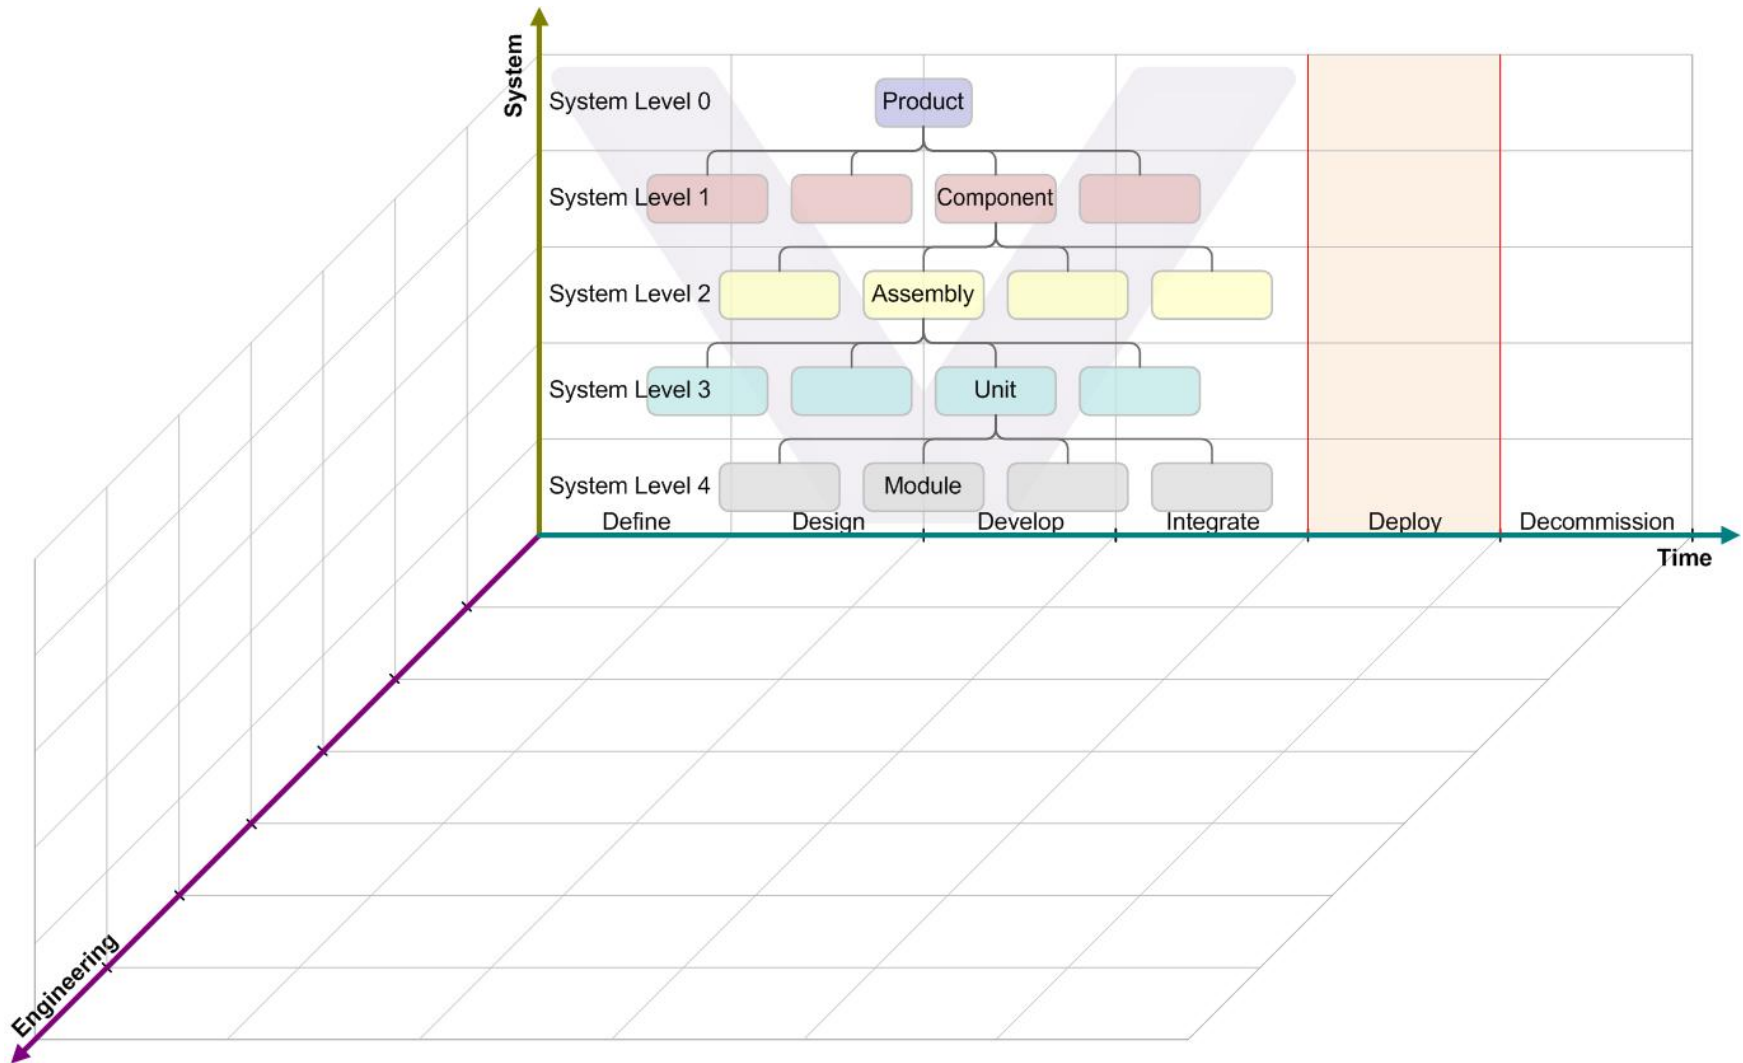 System
System Level 0
Product
System Level 1
Component
System Level 2
Assembly
System Level 3
Unit
System Level 4
Module
Define
Design
Develop
Integrate
Deploy
Decommission
Time
Engineering